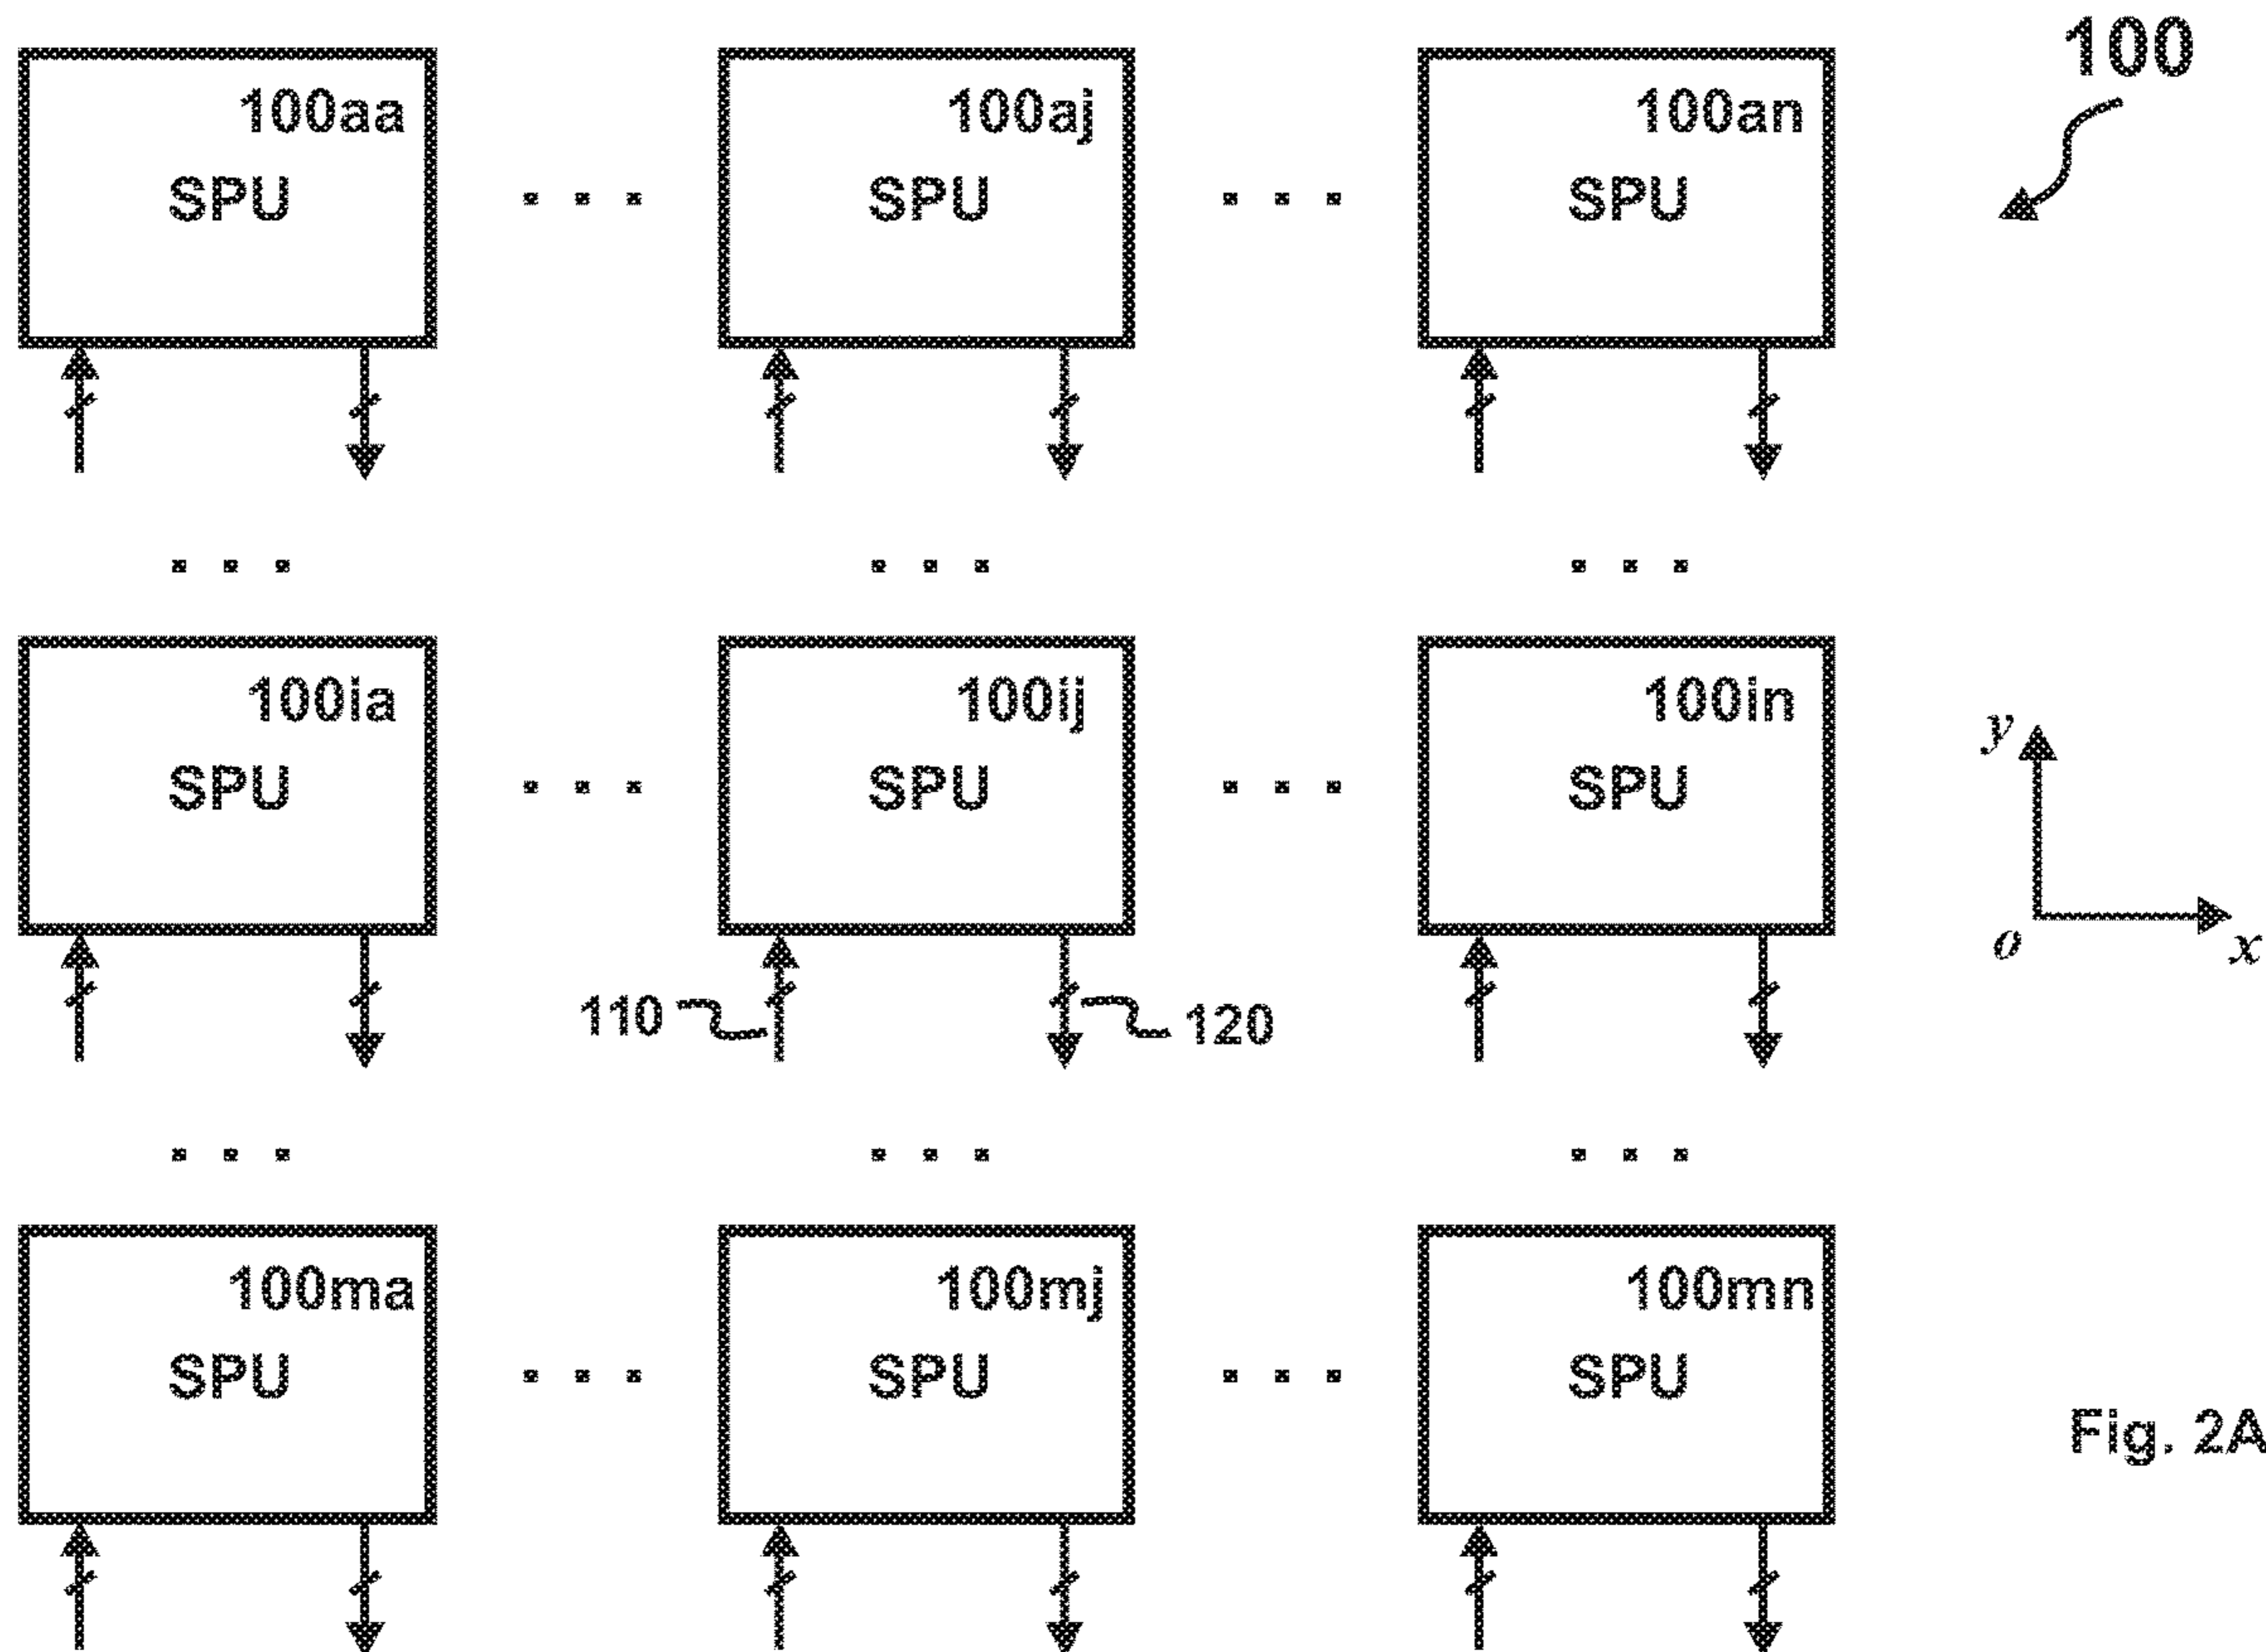 100
100aa
SPU
. . .
100aj
SPU
. . .
100an
SPU
. . .
. . .
. . .
100ia
SPU
. . .
100ij
SPU
. . .
100in
SPU
y
o
x
110
120
. . .
. . .
. . .
100ma
SPU
. . .
100mj
SPU
. . .
100mn
SPU
Fig. 2A